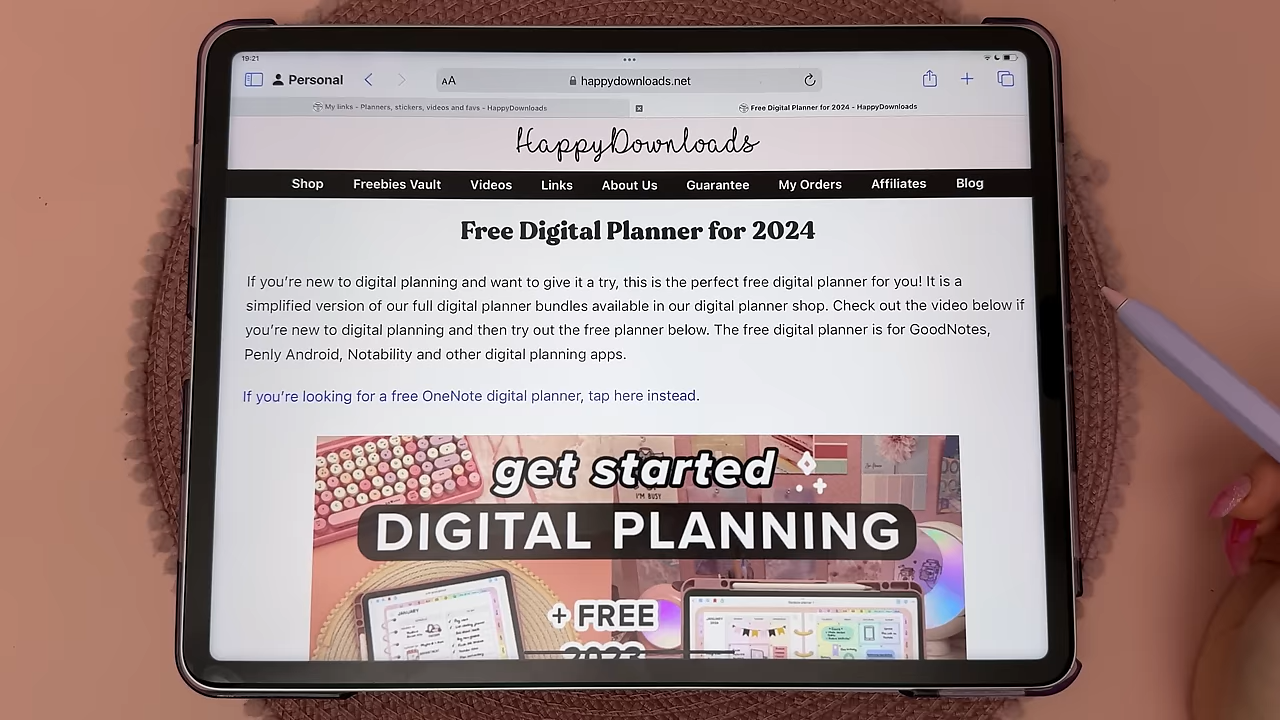 19:21
Personal
AA
happydownloads.net
My links - Planners, stickers, videos and favs - HappyDownloads
Free Digital Planner for 2024 - HappyDownloads
HappyDownloads
Shop Freebies Vault Videos Links About Us Guarantee My Orders Affiliates Blog
Free Digital Planner for 2024
If you're new to digital planning and want to give it a try, this is the perfect free digital planner for you! It is a
simplified version of our full digital planner bundles available in our digital planner shop. Check out the video below if
you're new to digital planning and then try out the free planner below. The free digital planner is for GoodNotes,
Penly Android, Notability and other digital planning apps.
If you're looking for a free OneNote digital planner, tap here instead.
get started
I'M BUSY
DIGITAL PLANNING
+ FREE
JANUARY
JANUARY